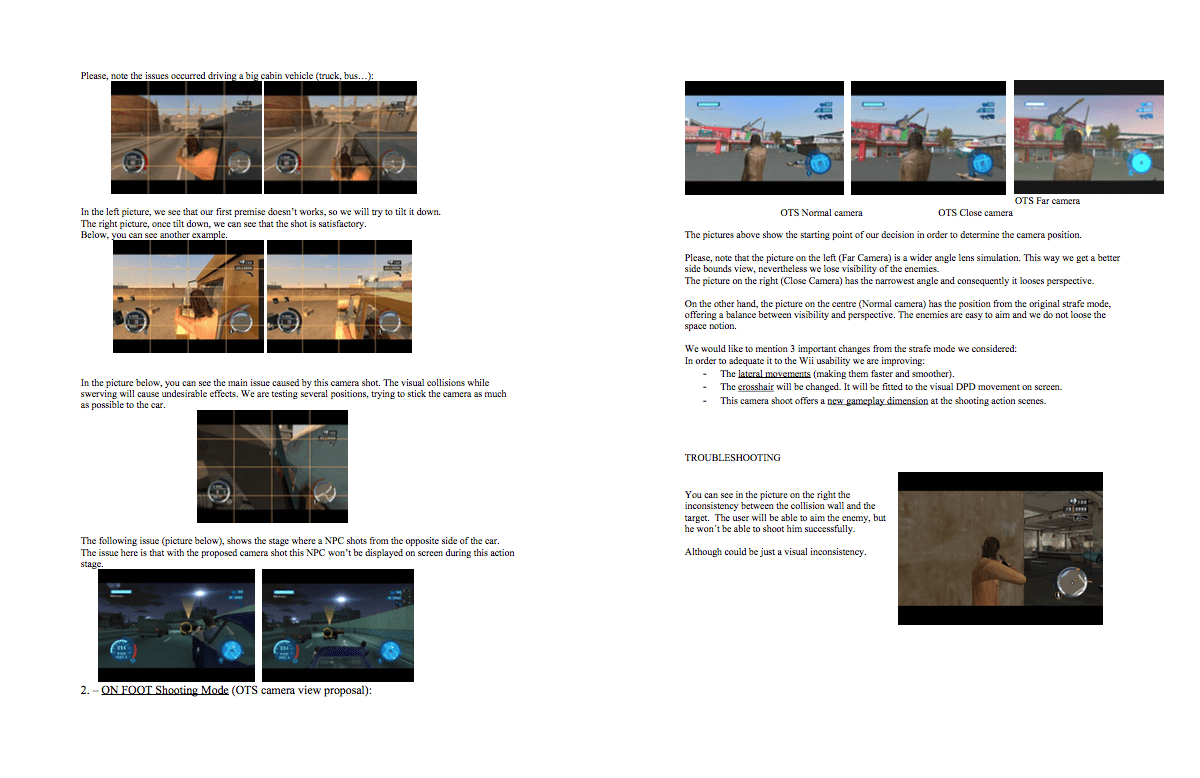 Please, note the issues occurred driving a big cabin vehicle (truck, bus…):
In the left picture, we see that our first premise doesn’t works, so we will try to tilt it down.
The right picture, once tilt down, we can see that the shot is satisfactory.
Below, you can see another example.
In the picture below, you can see the main issue caused by this camera shot. The visual collisions while
swerving will cause undesirable effects. We are testing several positions, trying to stick the camera as much
as possible to the car.
The following issue (picture below), shows the stage where a NPC shots from the opposite side of the car.
The issue here is that with the proposed camera shot this NPC won’t be displayed on screen during this action
stage.
2. – ON FOOT Shooting Mode (OTS camera view proposal):
OTS Far camera
OTS Normal camera
OTS Close camera
The pictures above show the starting point of our decision in order to determine the camera position.
Please, note that the picture on the left (Far Camera) is a wider angle lens simulation. This way we get a better
side bounds view, nevertheless we lose visibility of the enemies.
The picture on the right (Close Camera) has the narrowest angle and consequently it looses perspective.
On the other hand, the picture on the centre (Normal camera) has the position from the original strafe mode,
offering a balance between visibility and perspective. The enemies are easy to aim and we do not loose the
space notion.
We would like to mention 3 important changes from the strafe mode we considered:
In order to adequate it to the Wii usability we are improving:
- The lateral movements (making them faster and smoother).
- The crosshair will be changed. It will be fitted to the visual DPD movement on screen.
- This camera shoot offers a new gameplay dimension at the shooting action scenes.
TROUBLESHOOTING
You can see in the picture on the right the
inconsistency between the collision wall and the
target. The user will be able to aim the enemy, but
he won´t be able to shoot him successfully.
Although could be just a visual inconsistency.